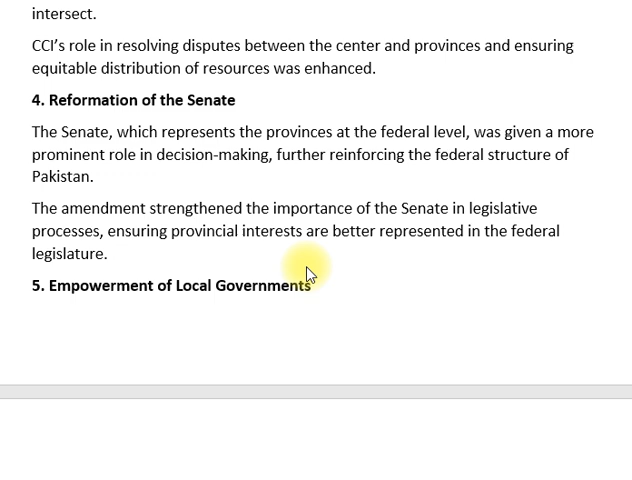 intersect.
CCI’s role in resolving disputes between the center and provinces and ensuring
equitable distribution of resources was enhanced.
4. Reformation of the Senate
The Senate, which represents the provinces at the federal level, was given a more
prominent role in decision-making, further reinforcing the federal structure of
Pakistan.
The amendment strengthened the importance of the Senate in legislative
processes, ensuring provincial interests are better represented in the federal
legislature.
5. Empowerment of Local Governments